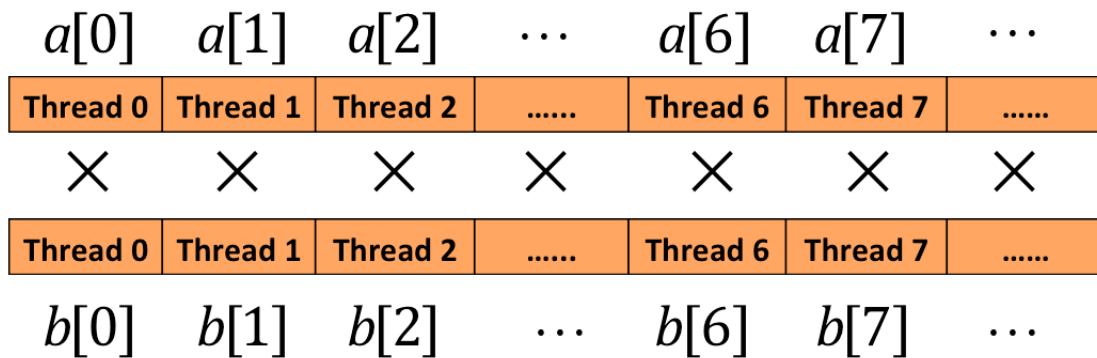 a[0] a[1] a[2] ⋯ a[6] a[7] ⋯
Thread 0 Thread 1 Thread 2 ...... Thread 6 Thread 7 ......
× × × × × × ×
Thread 0 Thread 1 Thread 2 ...... Thread 6 Thread 7 ......
b[0] b[1] b[2] ⋯ b[6] b[7] ⋯